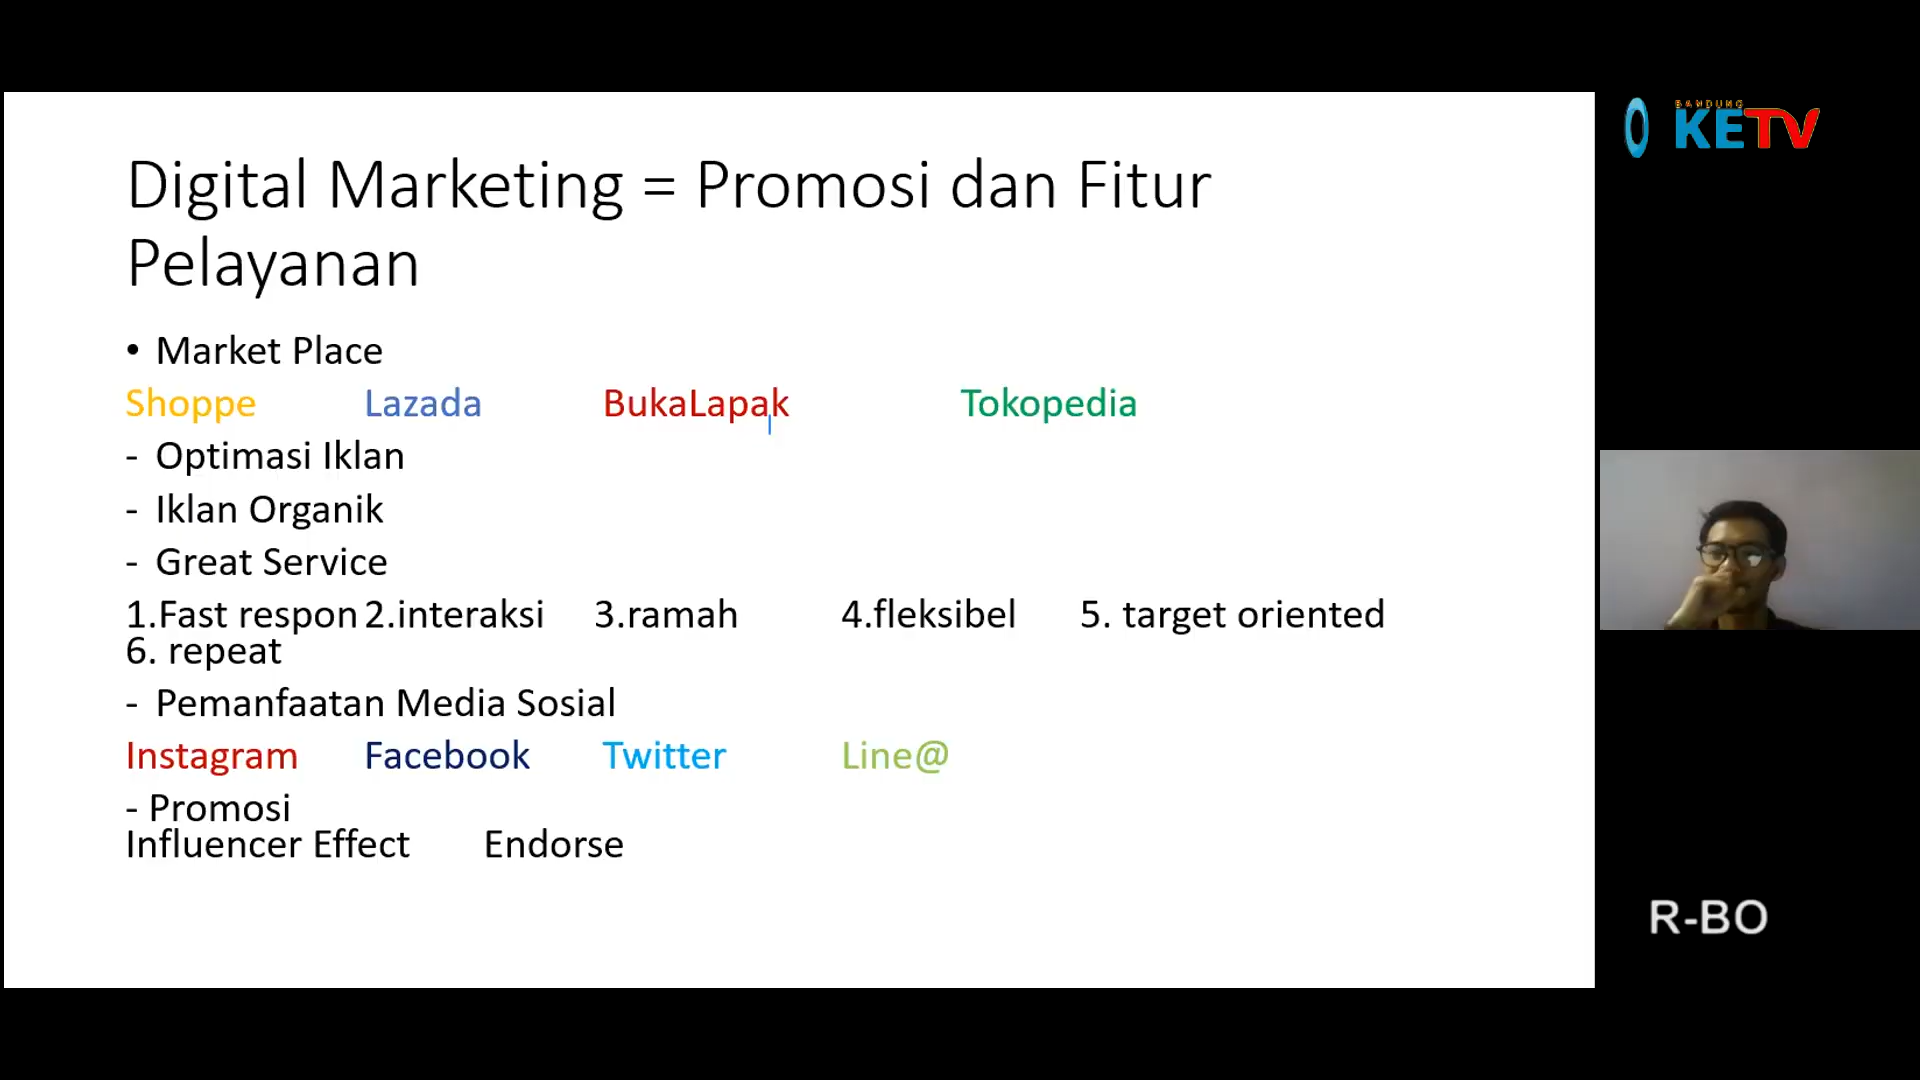 Digital Marketing = Promosi dan Fitur
Pelayanan
• Market Place
Shoppe Lazada BukaLapak Tokopedia
- Optimasi Iklan
- Iklan Organik
- Great Service
1.Fast respon 2.interaksi 3.ramah 4.fleksibel 5. target oriented
6. repeat
- Pemanfaatan Media Sosial
Instagram Facebook Twitter Line@
- Promosi
Influencer Effect Endorse
BANDUNG
KETV
R-BO